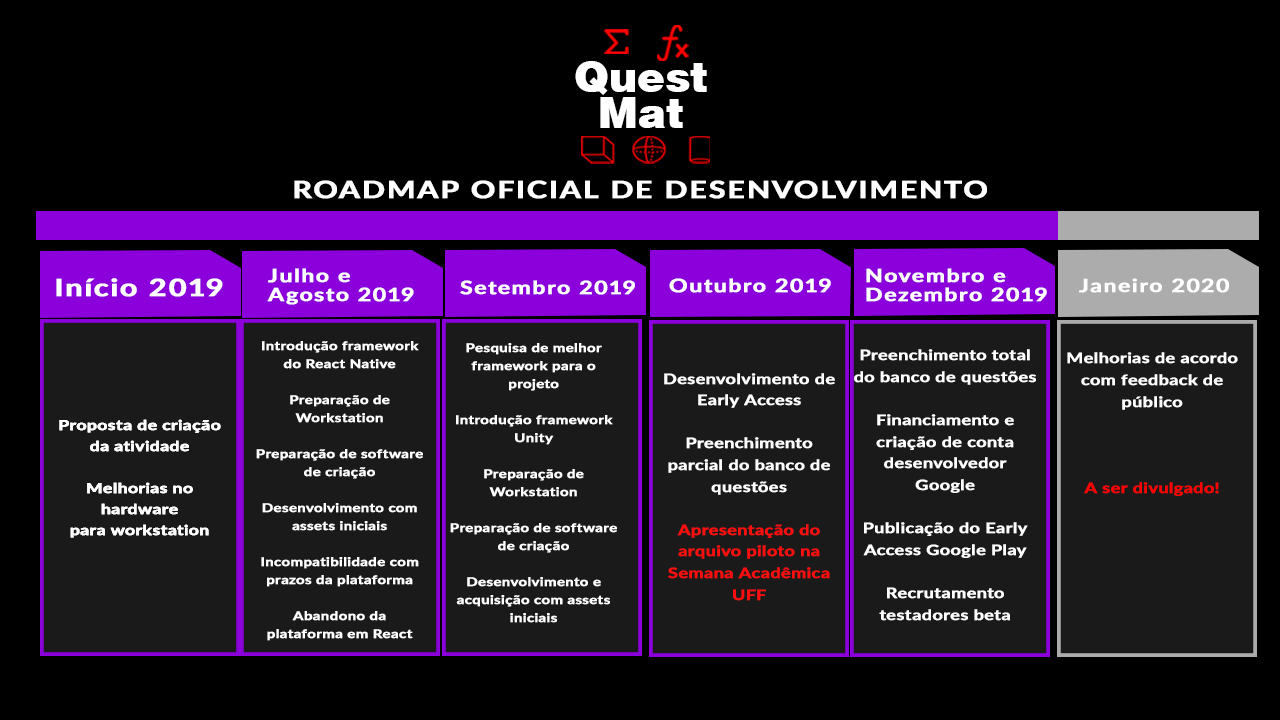 Σ fx
Quest
Mat
ROADMAP OFICIAL DE DESENVOLVIMENTO
Início 2019
Proposta de criação
da atividade
Melhorias no
hardware
para workstation
Julho e
Agosto 2019
Introdução framework
do React Native
Preparação de
Workstation
Preparação de software
de criação
Desenvolvimento com
assets iniciais
Incompatibilidade com
prazos da plataforma
Abandono da
plataforma em React
Setembro 2019
Pesquisa de melhor
framework para o
projeto
Introdução framework
Unity
Preparação de
Workstation
Preparação de software
de criação
Desenvolvimento e
acquisição com assets
iniciais
Outubro 2019
Desenvolvimento de
Early Access
Preenchimento
parcial do banco de
questões
Apresentação do
arquivo piloto na
Semana Acadêmica
UFF
Novembro e
Dezembro 2019
Preenchimento total
do banco de questões
Financiamento e
criação de conta
desenvolvedor
Google
Publicação do Early
Access Google Play
Recrutamento
testadores beta
Janeiro 2020
Melhorias de acordo
com feedback de
público
A ser divulgado!